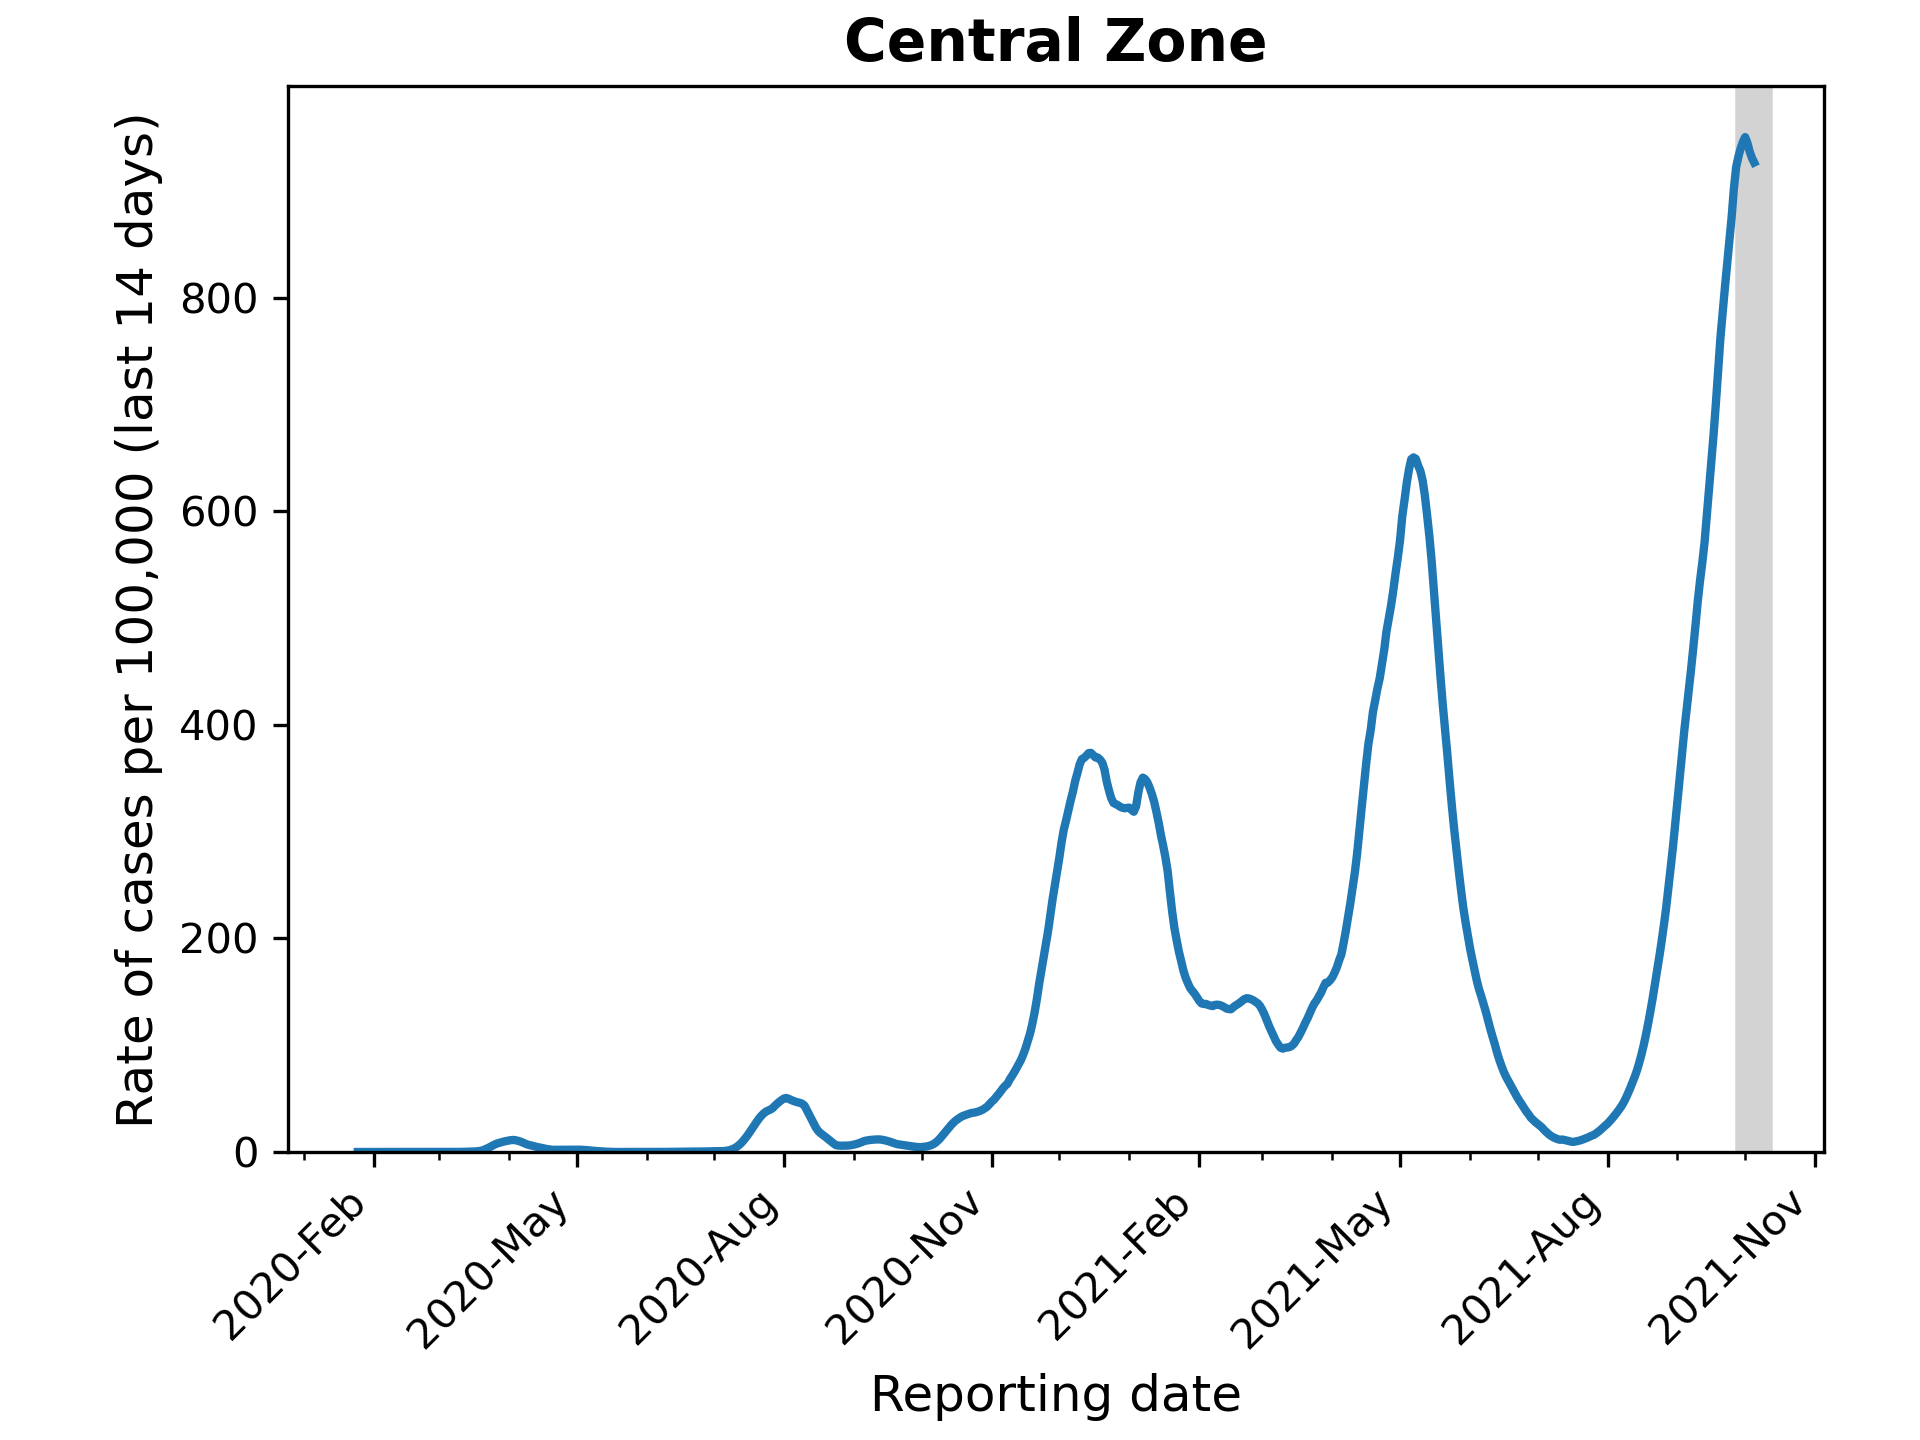 Central Zone
Rate of cases per 100,000 (last 14 days)
800
600
400
200
0
2020-Feb
2020-May
2020-Aug
2020-Nov
2021-Feb
2021-May
2021-Aug
2021-Nov
Reporting date